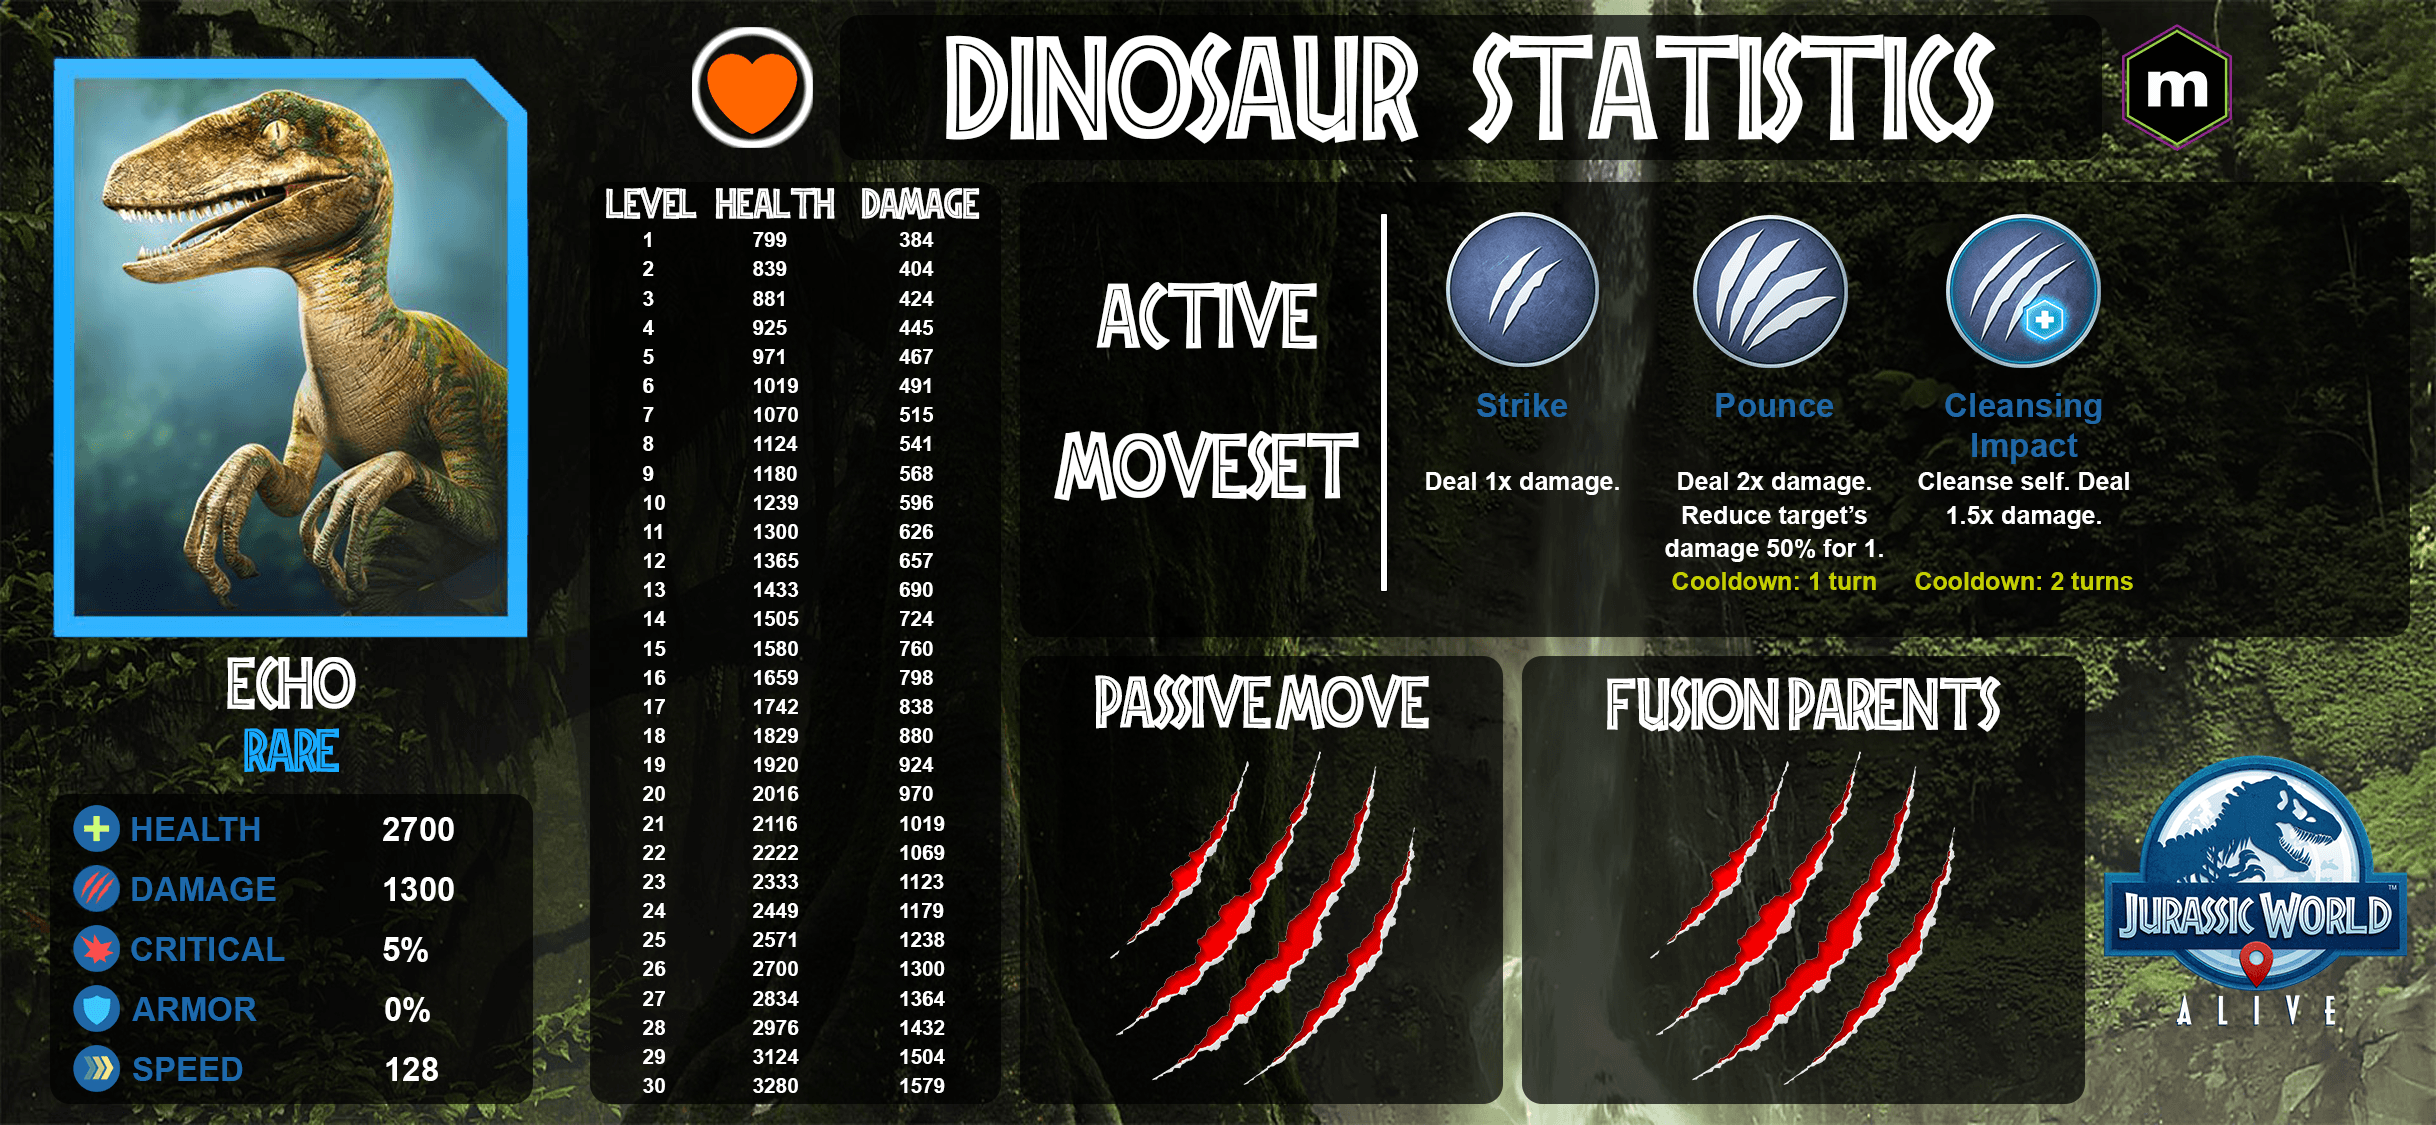 DINOSAUR STATISTICS
m
ECHO
RARE
HEALTH 2700
DAMAGE 1300
CRITICAL 5%
ARMOR 0%
SPEED 128
LEVEL HEALTH DAMAGE
1 799 384
2 839 404
3 881 424
4 925 445
5 971 467
6 1019 491
7 1070 515
8 1124 541
9 1180 568
10 1239 596
11 1300 626
12 1365 657
13 1433 690
14 1505 724
15 1580 760
16 1659 798
17 1742 838
18 1829 880
19 1920 924
20 2016 970
21 2116 1019
22 2222 1069
23 2333 1123
24 2449 1179
25 2571 1238
26 2700 1300
27 2834 1364
28 2976 1432
29 3124 1504
30 3280 1579
ACTIVE
MOVESET
Strike
Deal 1x damage.
Pounce
Deal 2x damage.
Reduce target’s
damage 50% for 1.
Cooldown: 1 turn
Cleansing
Impact
Cleanse self. Deal
1.5x damage.
Cooldown: 2 turns
PASSIVE MOVE
FUSION PARENTS
JURASSIC WORLD™
ALIVE